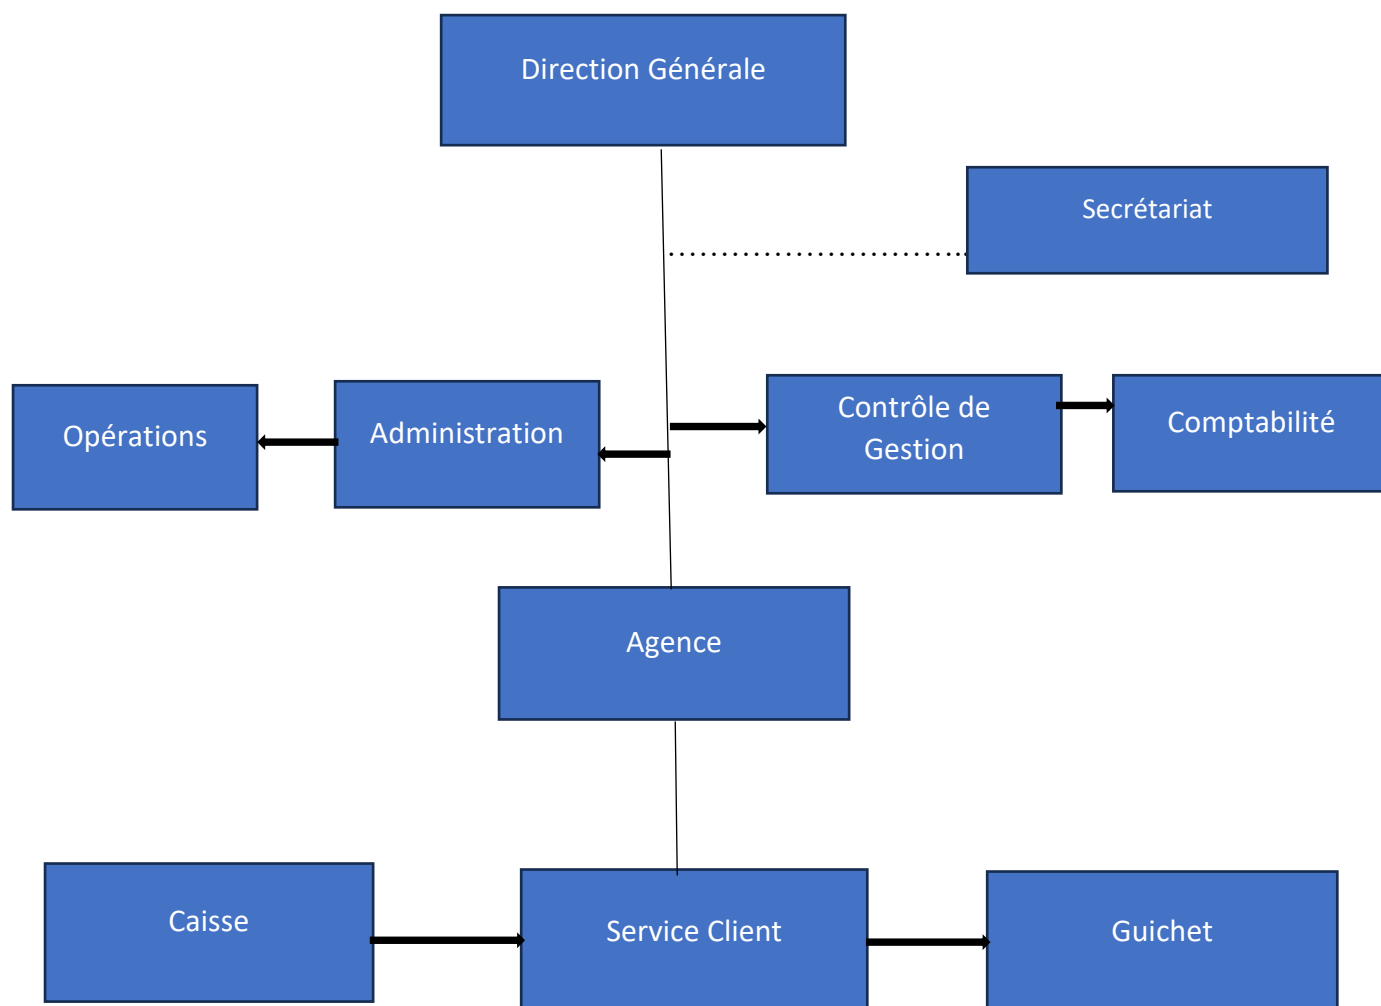 Direction Générale
Secrétariat
Opérations
Administration
Contrôle de
Gestion
Comptabilité
Agence
Caisse
Service Client
Guichet